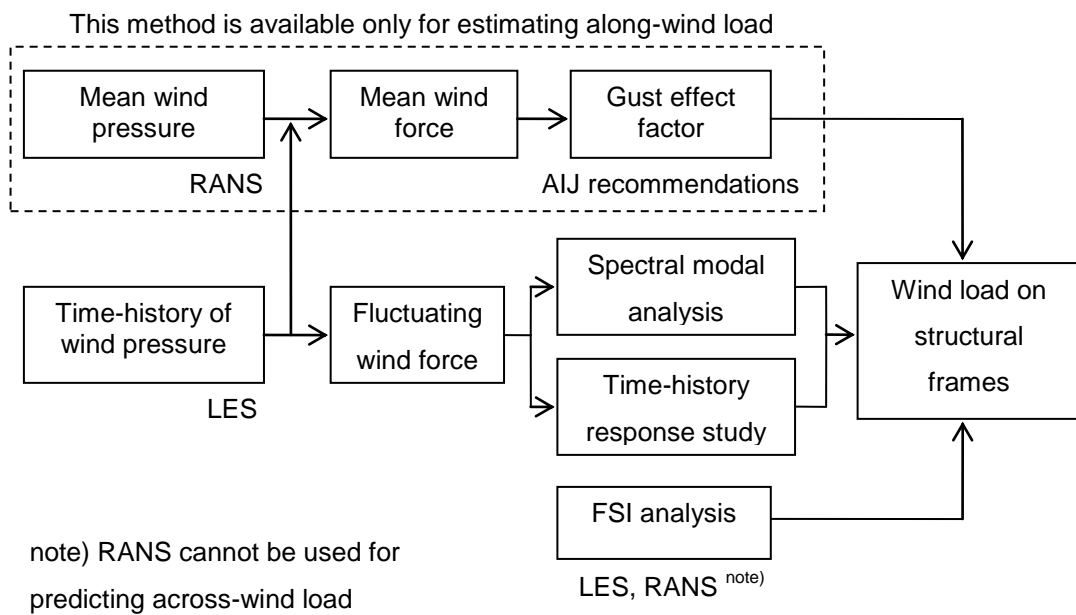 This method is available only for estimating along-wind load
Mean wind
pressure
Mean wind
force
Gust effect
factor
RANS
AIJ recommendations
Time-history of
wind pressure
LES
Fluctuating
wind force
Spectral modal
analysis
Time-history
response study
Wind load on
structural
frames
FSI analysis
LES, RANS note)
note) RANS cannot be used for
predicting across-wind load